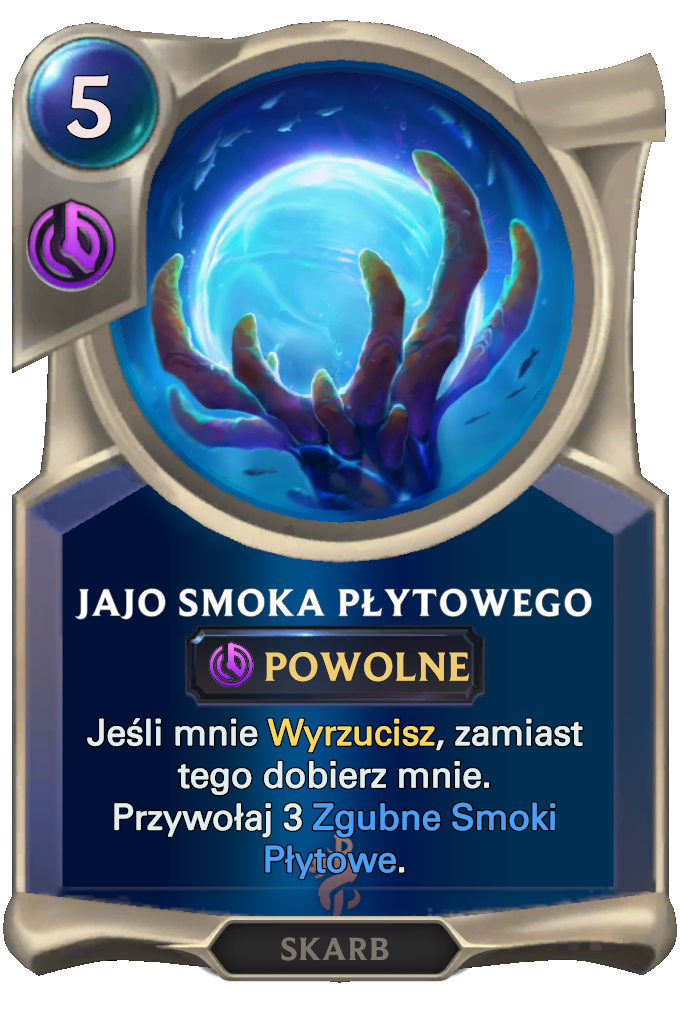 5
JAJO SMOKA PŁYTOWEGO
POWOLNE
Jeśli mnie Wyrzucisz, zamiast
tego dobierz mnie.
Przywołaj 3 Zgubne Smoki
Płytowe.
SKARB